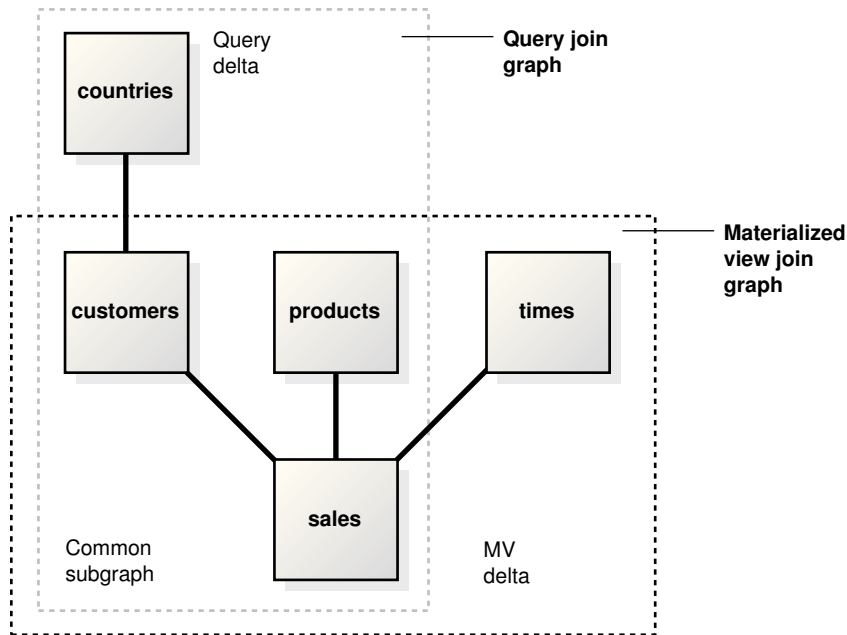 Query
delta
Query join
graph
countries
Materialized
view join
graph
customers
products
times
sales
Common
subgraph
MV
delta